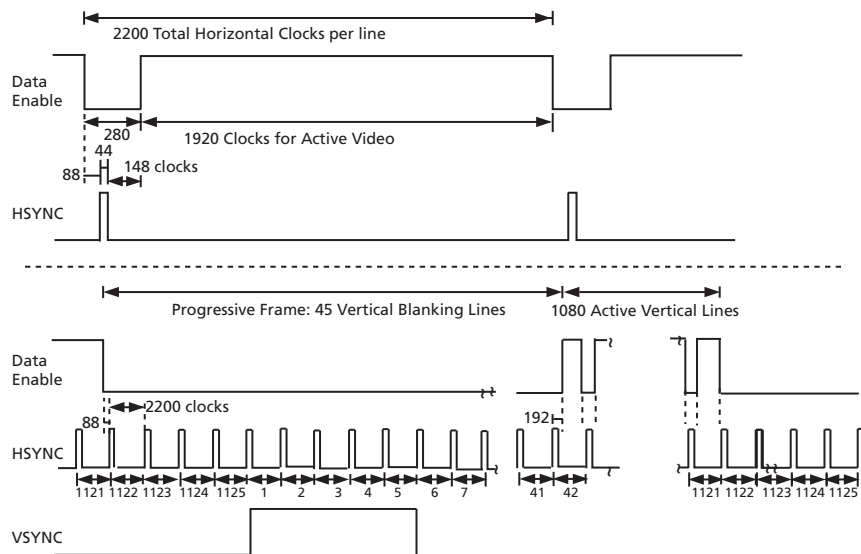 2200 Total Horizontal Clocks per line
Data
Enable
280
1920 Clocks for Active Video
44
148 clocks
88
HSYNC
Progressive Frame: 45 Vertical Blanking Lines
1080 Active Vertical Lines
Data
Enable
2200 clocks
88
192
HSYNC
1121 1122 1123 1124 1125 1 2 3 4 5 6 7 41 42 1121 1122 1123 1124 1125
VSYNC